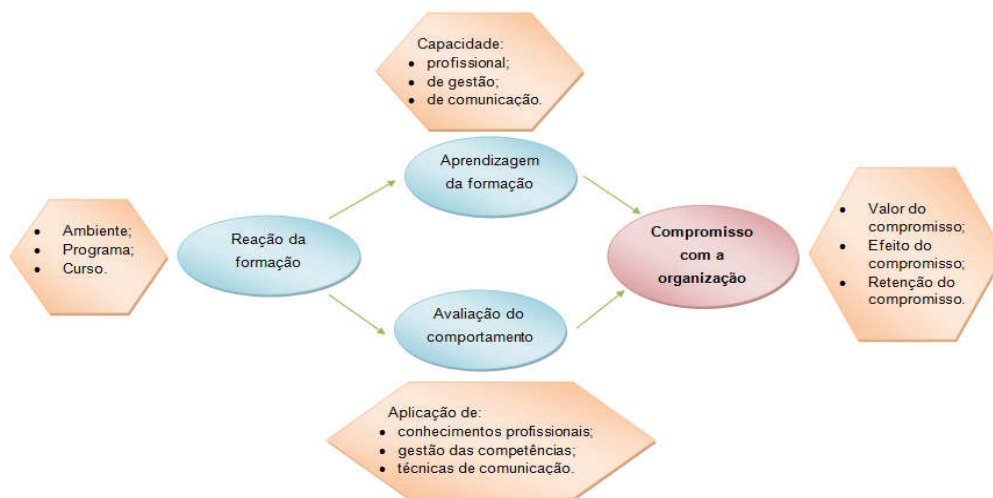 Capacidade:
• profissional;
• de gestão;
• de comunicação.
Aprendizagem
da formação
• Ambiente;
• Programa;
• Curso.
Reação da
formação
Compromisso
com a
organização
• Valor do
compromisso;
• Efeito do
compromisso;
• Retenção do
compromisso.
Avaliação do
comportamento
Aplicação de:
• conhecimentos profissionais;
• gestão das competências;
• técnicas de comunicação.